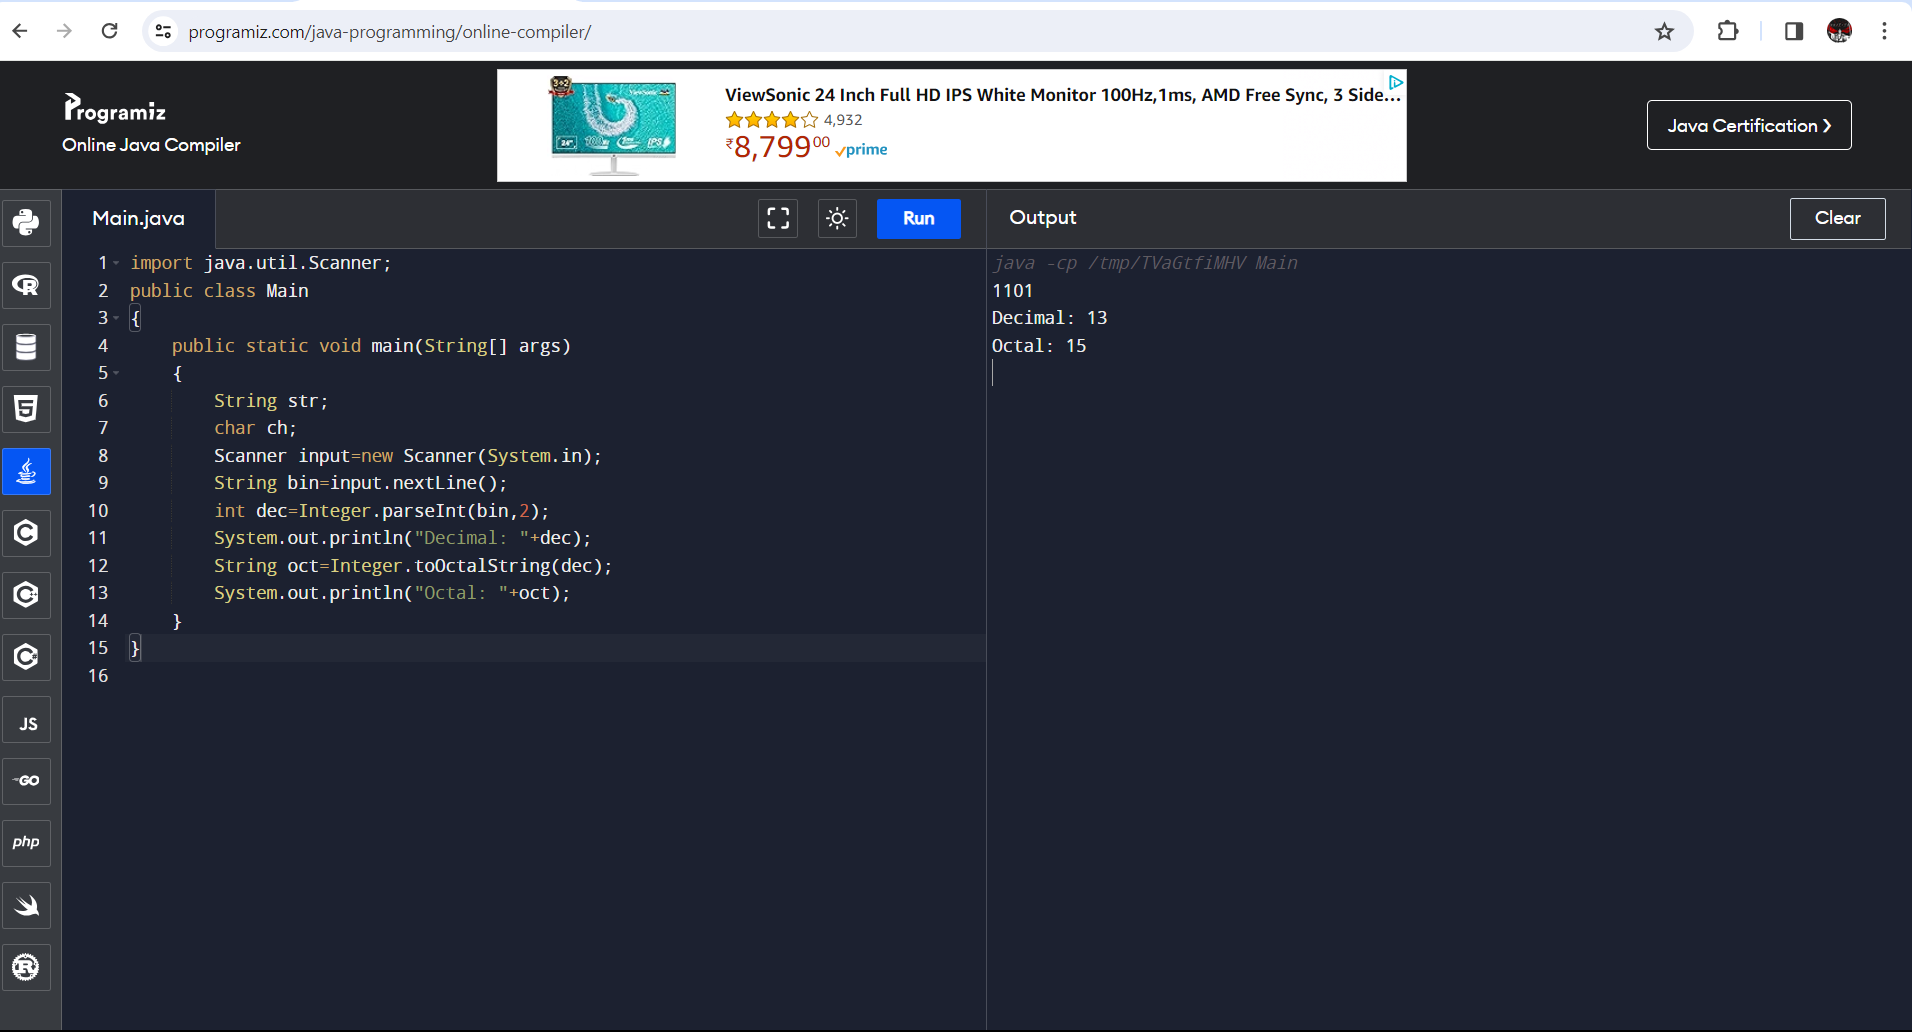 programiz.com/java-programming/online-compiler/
Programiz
Online Java Compiler
ViewSonic 24 Inch Full HD IPS White Monitor 100Hz,1ms, AMD Free Sync, 3 Side...
4,932
₹8,79900 prime
Java Certification ❯
Main.java
Run
Output
Clear
1 import java.util.Scanner;
2 public class Main
3 {
4     public static void main(String[] args)
5     {
6         String str;
7         char ch;
8         Scanner input=new Scanner(System.in);
9         String bin=input.nextLine();
10         int dec=Integer.parseInt(bin,2);
11         System.out.println("Decimal: "+dec);
12         String oct=Integer.toOctalString(dec);
13         System.out.println("Octal: "+oct);
14     }
15 }
16
java -cp /tmp/TVaGtfiMHV Main
1101
Decimal: 13
Octal: 15
R
5
C
C++
C#
JS
GO
php
R
24"
IPS